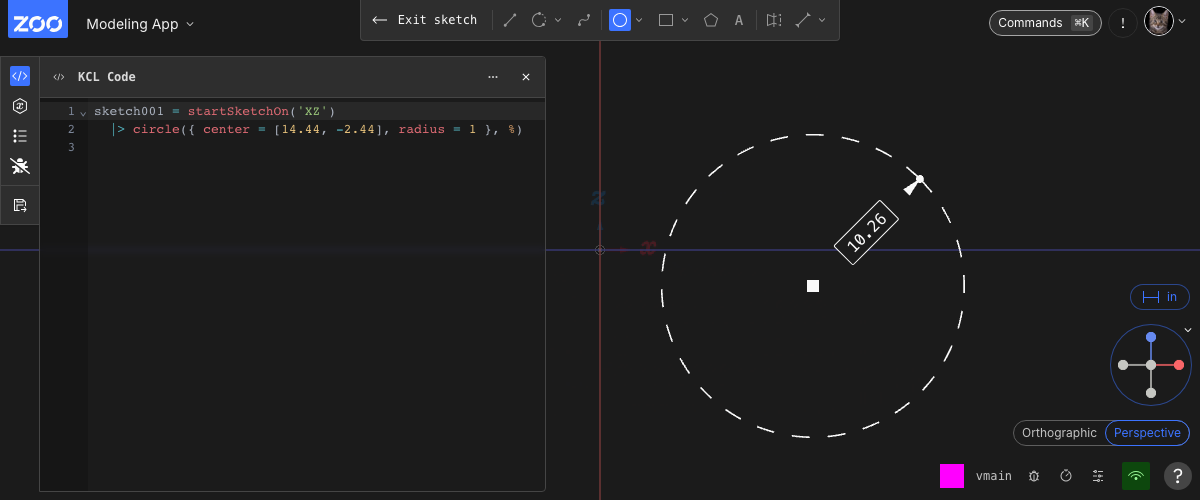 ZOO
Modeling App
Exit sketch
A
Commands ⌘K
!
</> KCL Code
1 sketch001 = startSketchOn('XZ')
2 |> circle({ center = [14.44, -2.44], radius = 1 }, %)
3
z
x
10.26
in
Orthographic Perspective
vmain
?